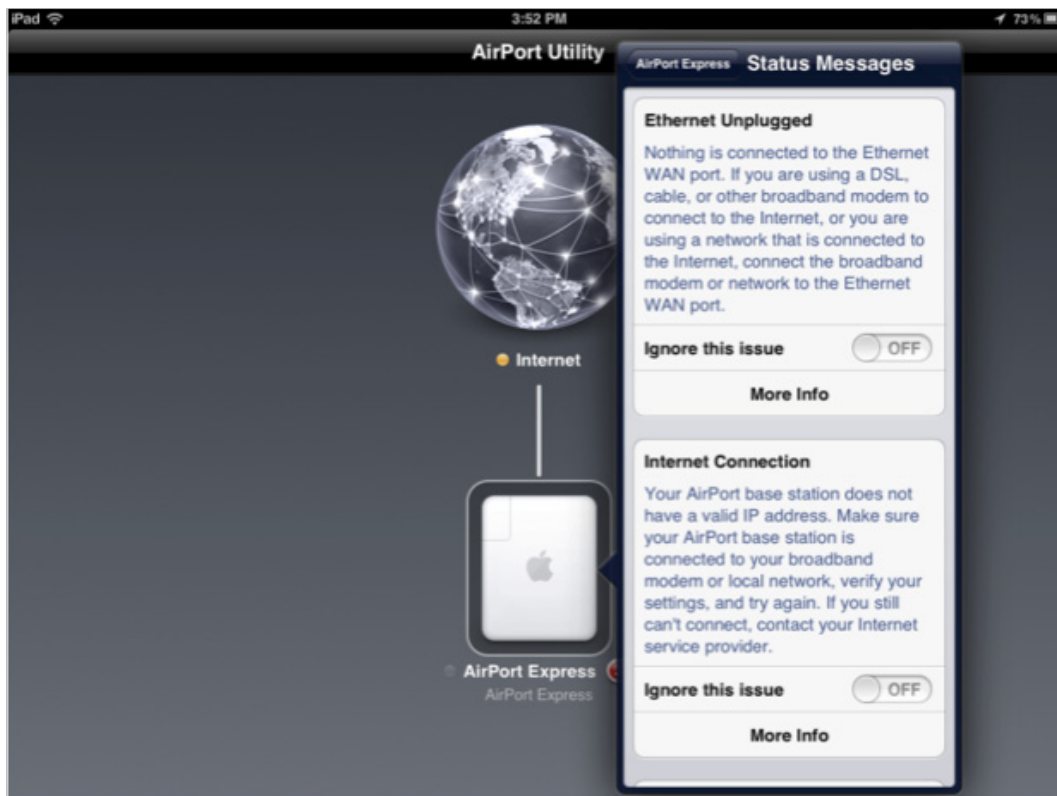 iPad 3:52 PM 73%
AirPort Utility
AirPort Express Status Messages
Ethernet Unplugged
Nothing is connected to the Ethernet
WAN port. If you are using a DSL,
cable, or other broadband modem to
connect to the Internet, or you are
using a network that is connected to
the Internet, connect the broadband
modem or network to the Ethernet
WAN port.
Ignore this issue OFF
More Info
Internet Connection
Your AirPort base station does not
have a valid IP address. Make sure
your AirPort base station is
connected to your broadband
modem or local network, verify your
settings, and try again. If you still
can't connect, contact your Internet
service provider.
Ignore this issue OFF
More Info
Internet
AirPort Express
AirPort Express